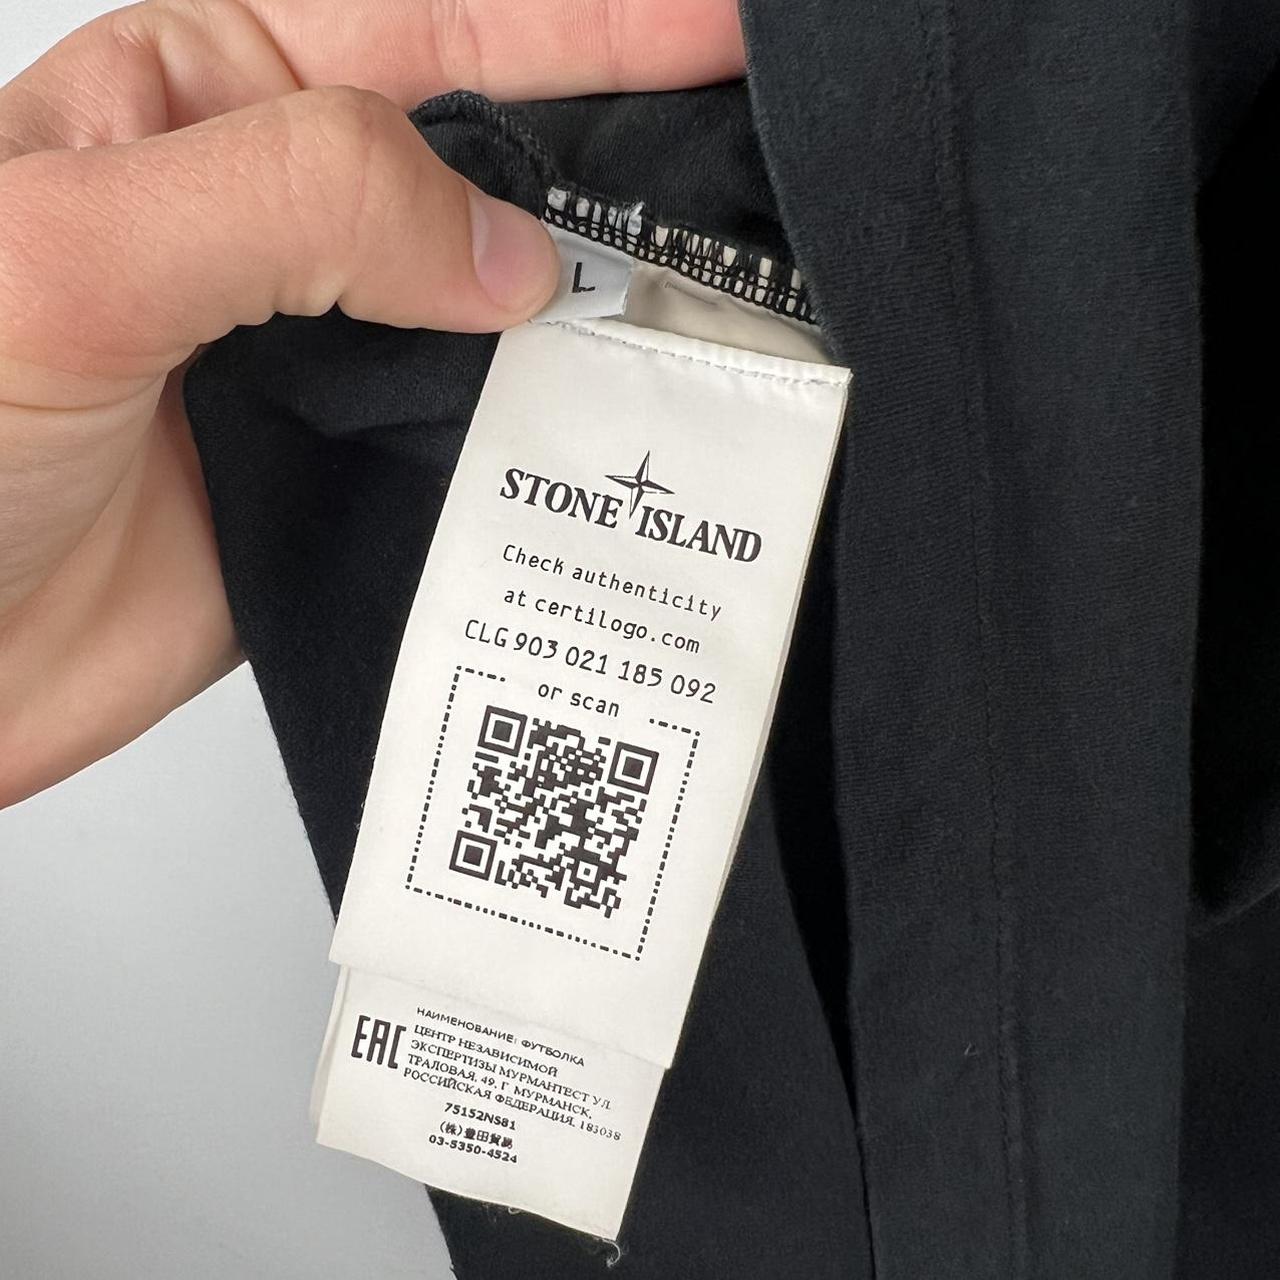 L
STONE ISLAND
Check authenticity
at certilogo.com
CLG 903 021 185 092
or scan
EAC
НАИМЕНОВАНИЕ: ФУТБОЛКА
ЦЕНТР НЕЗАВИСИМОЙ
ЭКСПЕРТИЗЫ МУРМАНТЕСТ УЛ.
ТРАЛОВАЯ, 49, Г. МУРМАНСК,
РОССИЙСКАЯ ФЕДЕРАЦИЯ, 183038
75152NS81
(株)豊田貿易
03-5350-4524